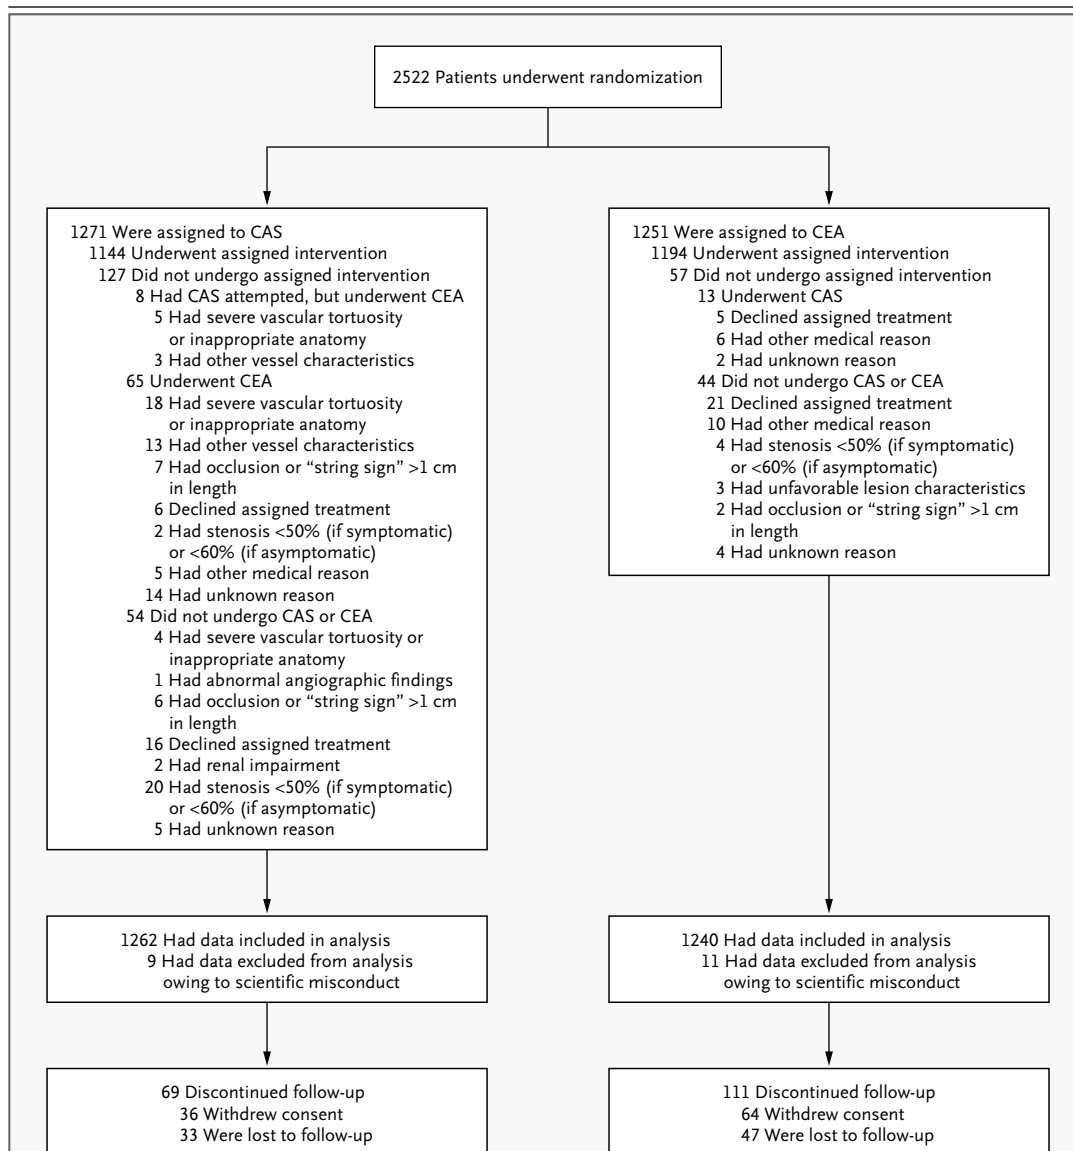 2522 Patients underwent randomization
1271 Were assigned to CAS
1144 Underwent assigned intervention
127 Did not undergo assigned intervention
8 Had CAS attempted, but underwent CEA
5 Had severe vascular tortuosity
or inappropriate anatomy
3 Had other vessel characteristics
65 Underwent CEA
18 Had severe vascular tortuosity
or inappropriate anatomy
13 Had other vessel characteristics
7 Had occlusion or “string sign” >1 cm
in length
6 Declined assigned treatment
2 Had stenosis <50% (if symptomatic)
or <60% (if asymptomatic)
5 Had other medical reason
14 Had unknown reason
54 Did not undergo CAS or CEA
4 Had severe vascular tortuosity or
inappropriate anatomy
1 Had abnormal angiographic findings
6 Had occlusion or “string sign” >1 cm
in length
16 Declined assigned treatment
2 Had renal impairment
20 Had stenosis <50% (if symptomatic)
or <60% (if asymptomatic)
5 Had unknown reason
1251 Were assigned to CEA
1194 Underwent assigned intervention
57 Did not undergo assigned intervention
13 Underwent CAS
5 Declined assigned treatment
6 Had other medical reason
2 Had unknown reason
44 Did not undergo CAS or CEA
21 Declined assigned treatment
10 Had other medical reason
4 Had stenosis <50% (if symptomatic)
or <60% (if asymptomatic)
3 Had unfavorable lesion characteristics
2 Had occlusion or “string sign” >1 cm
in length
4 Had unknown reason
1262 Had data included in analysis
9 Had data excluded from analysis
owing to scientific misconduct
1240 Had data included in analysis
11 Had data excluded from analysis
owing to scientific misconduct
69 Discontinued follow-up
36 Withdrew consent
33 Were lost to follow-up
111 Discontinued follow-up
64 Withdrew consent
47 Were lost to follow-up